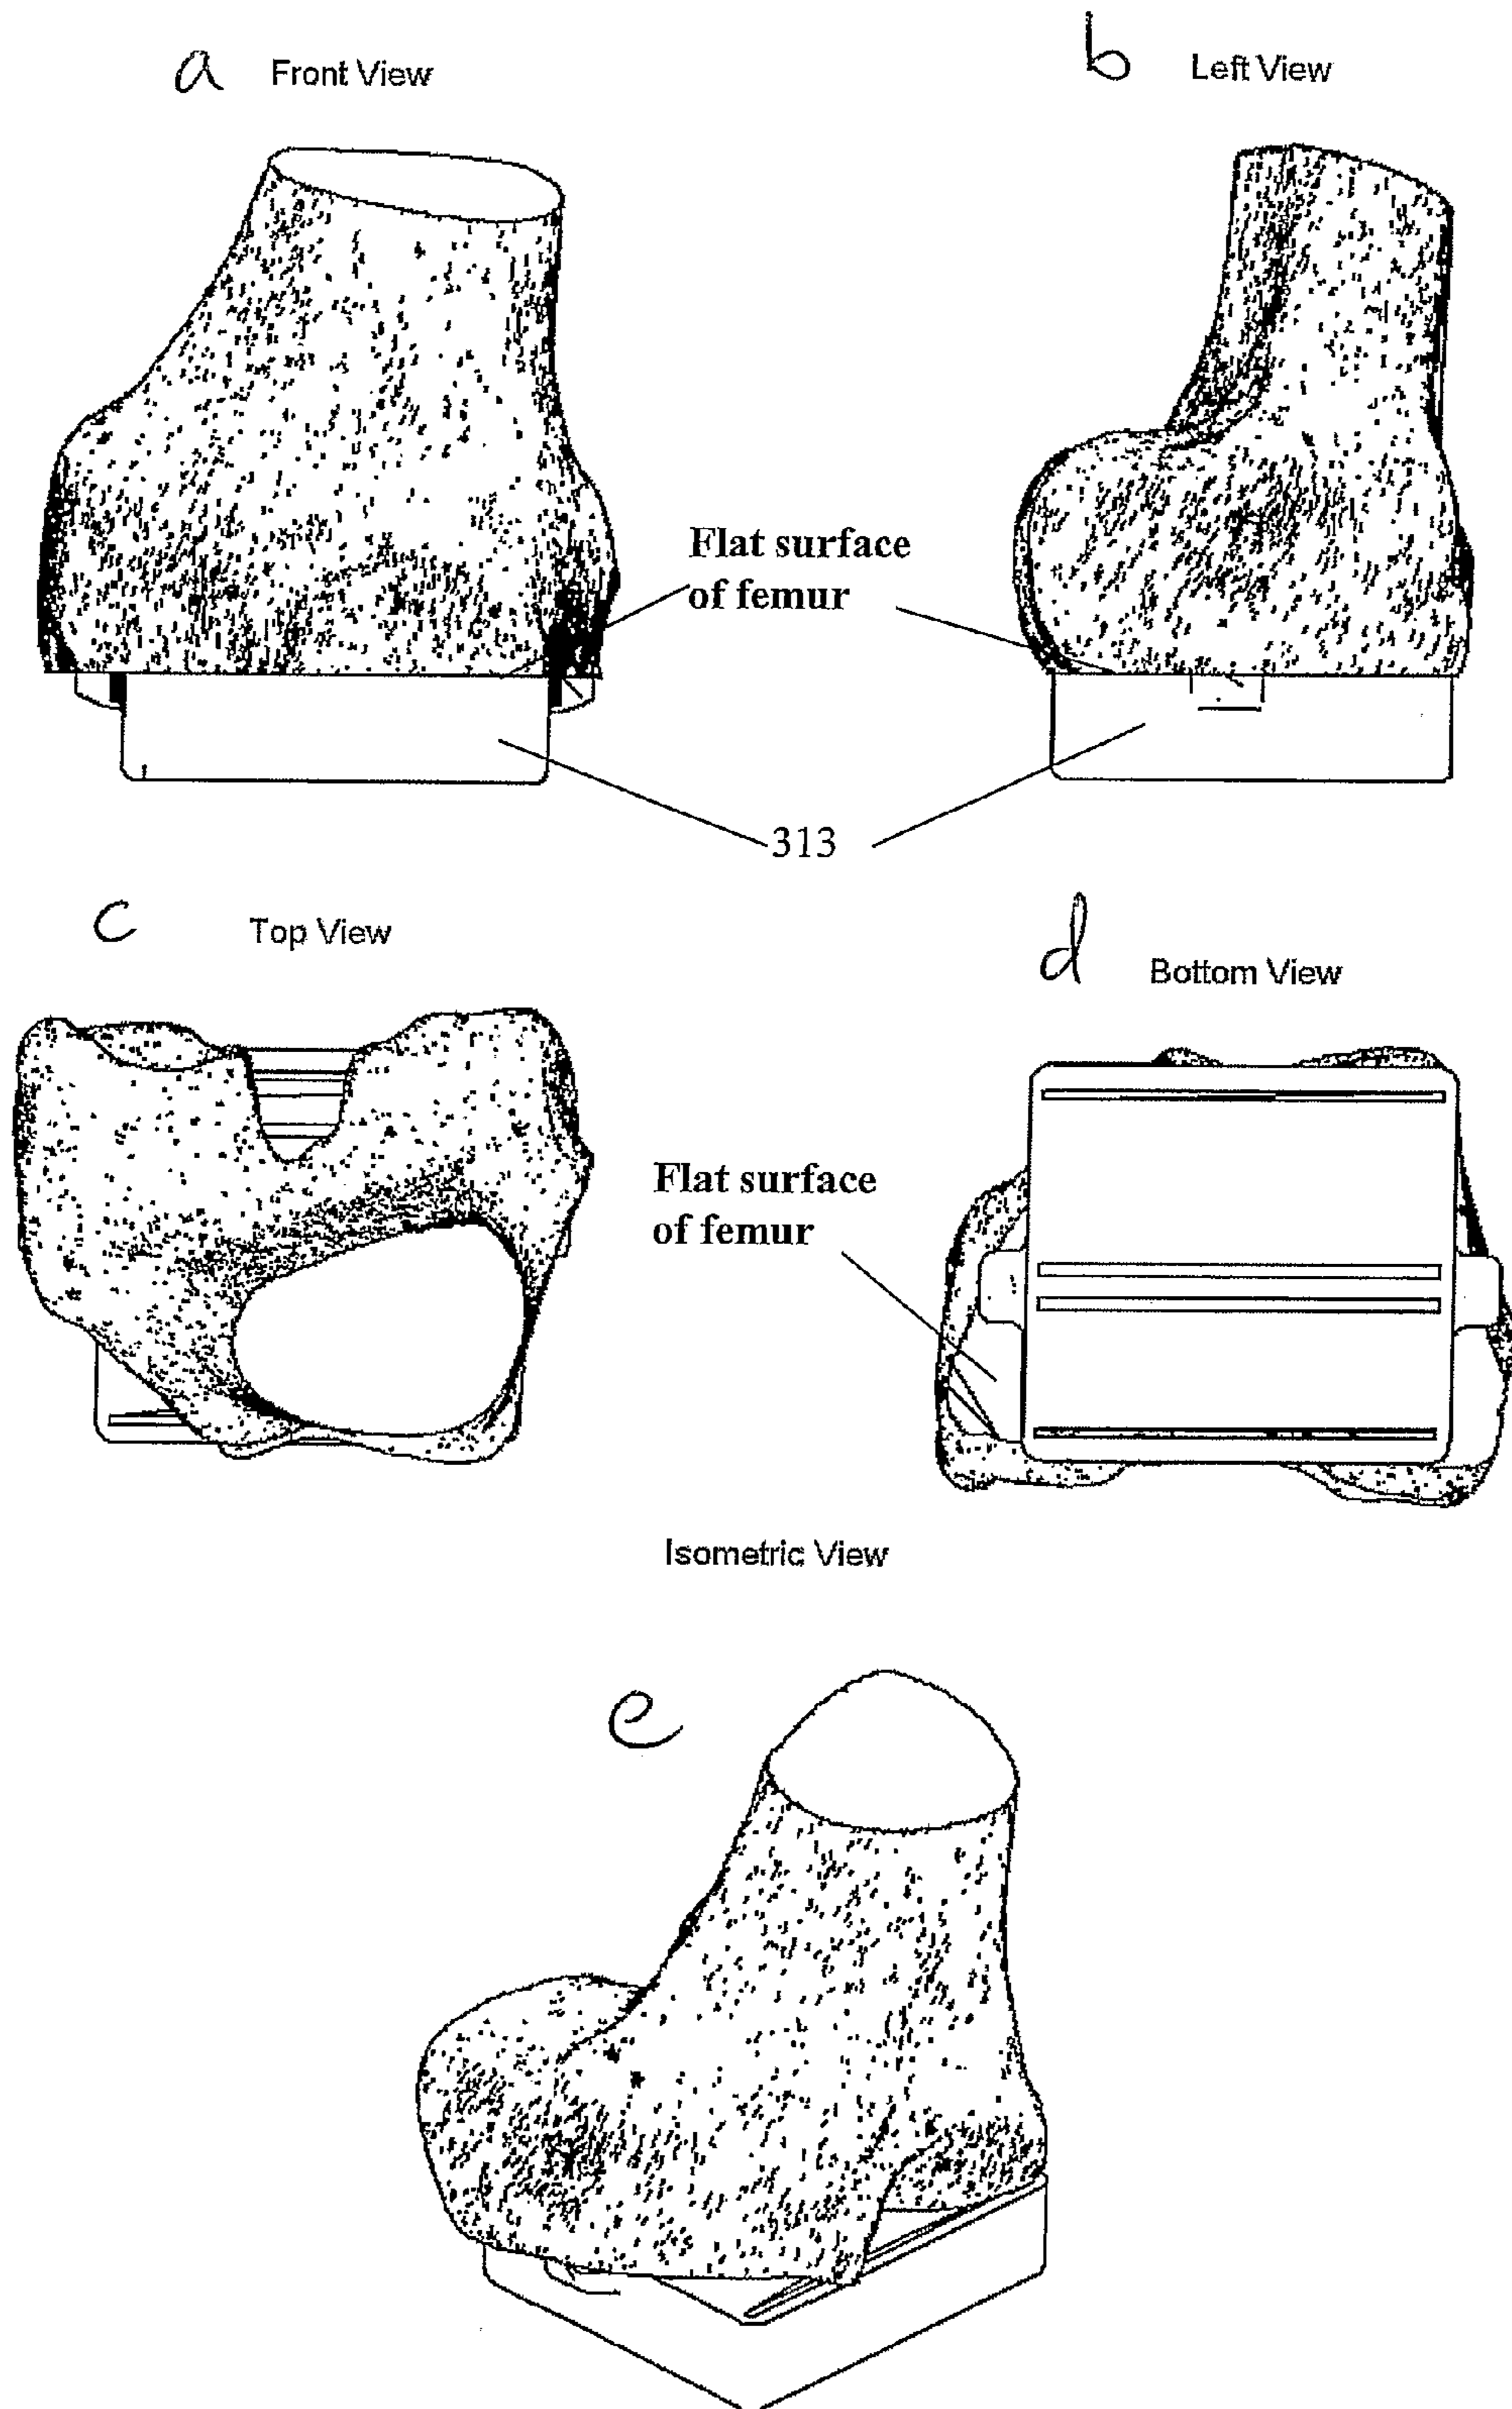 a Front View
b Left View
Flat surface
of femur
313
c Top View
d Bottom View
Flat surface
of femur
Isometric View
e